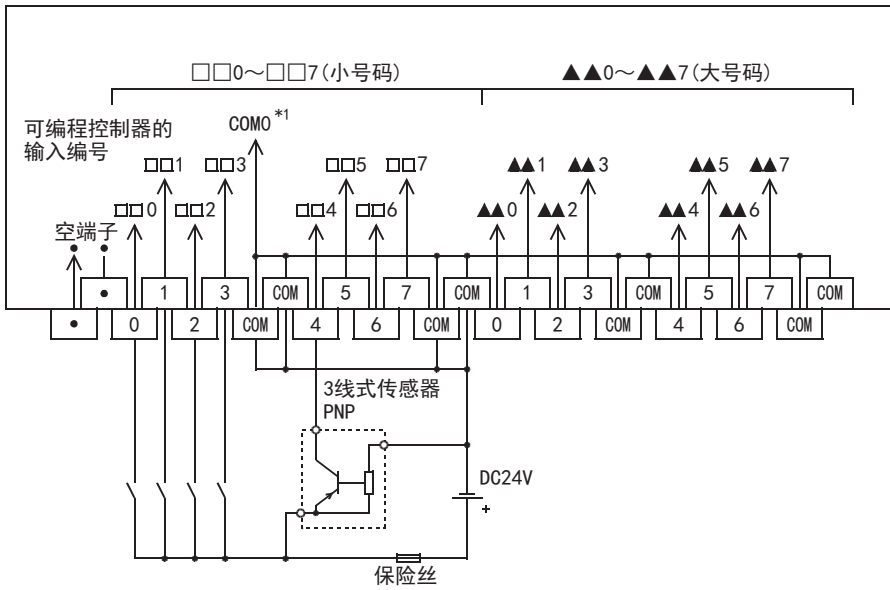 □□0～□□7(小号码)
▲▲0～▲▲7(大号码)
可编程控制器的
输入编号
COM0 *1
□□1
□□3
□□5
□□7
▲▲1
▲▲3
▲▲5
▲▲7
□□0
□□2
□□4
□□6
▲▲0
▲▲2
▲▲4
▲▲6
空端子
1
3
COM
5
7
COM
1
3
COM
5
7
COM
0
2
COM
4
6
COM
0
2
COM
4
6
COM
3线式传感器
PNP
DC24V
+
保险丝